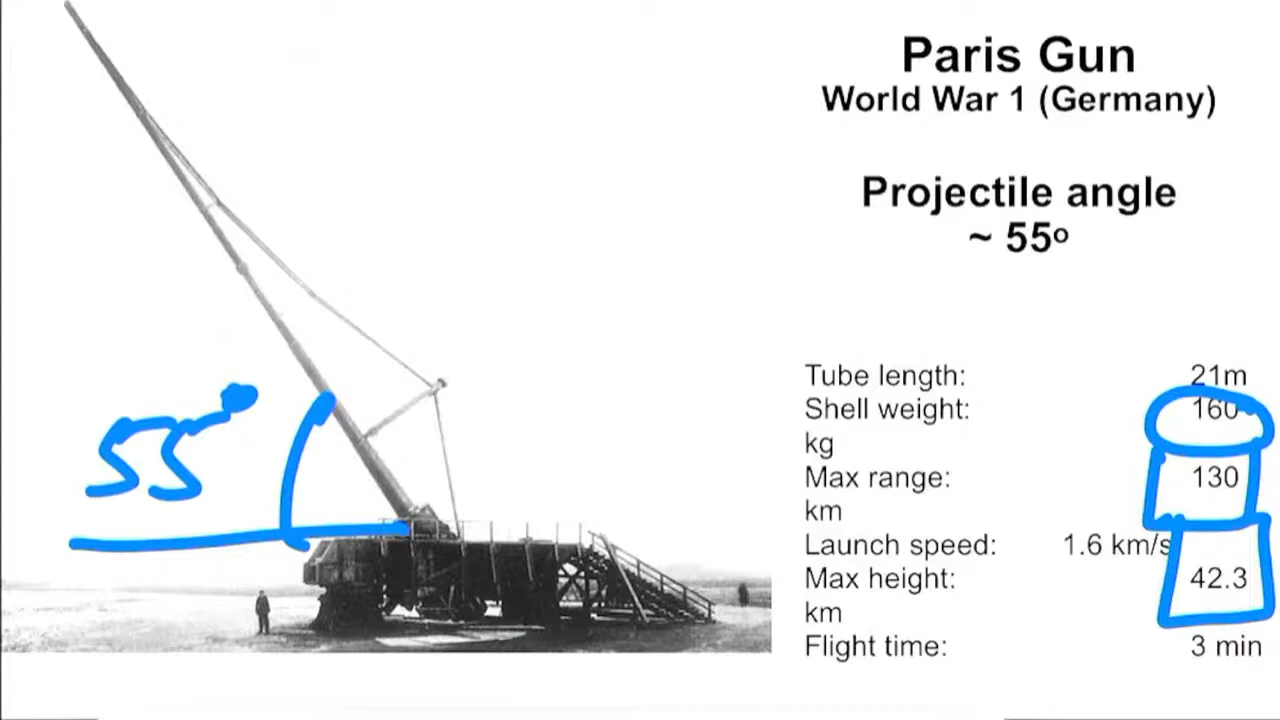 Paris Gun
World War 1 (Germany)
Projectile angle
~ 55º
55º
Tube length: 21m
Shell weight: 160
kg
Max range: 130
km
Launch speed: 1.6 km/s
Max height: 42.3
km
Flight time: 3 min